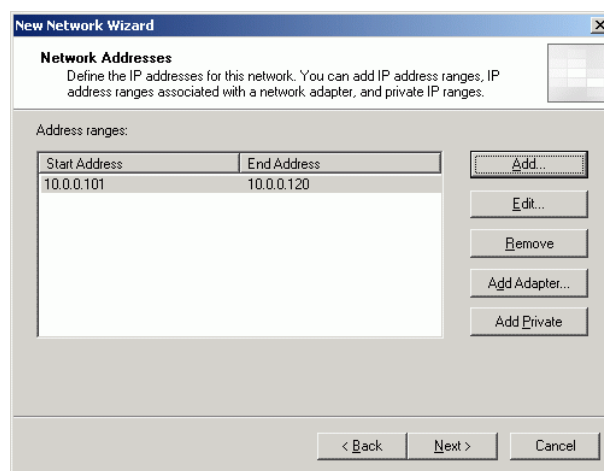 New Network Wizard
Network Addresses
Define the IP addresses for this network. You can add IP address ranges, IP
address ranges associated with a network adapter, and private IP ranges.
Address ranges:
Start Address End Address
10.0.0.101 10.0.0.120
Add...
Edit...
Remove
Add Adapter...
Add Private
< Back Next > Cancel